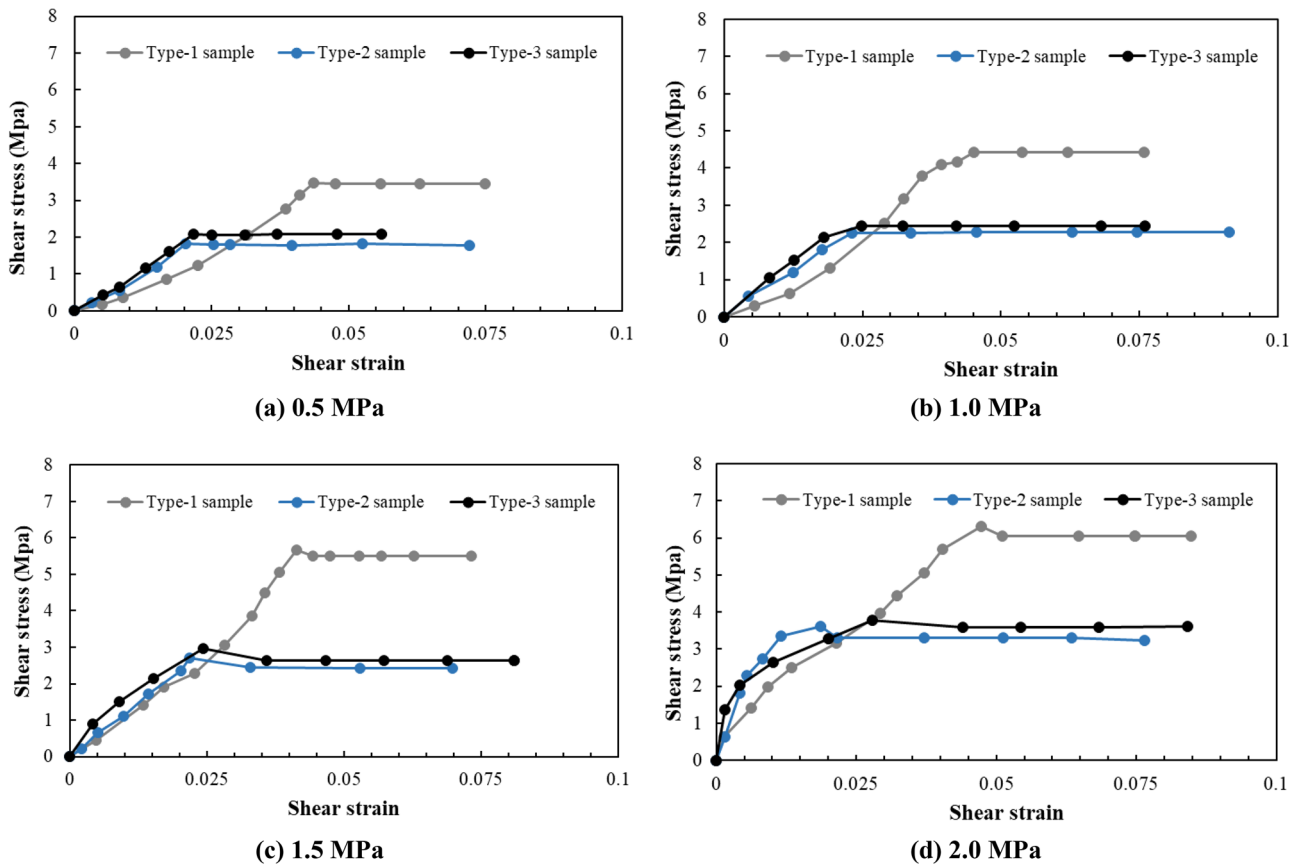 8
7
6
5
4
3
2
1
0
Shear stress (Mpa)
Type-1 sample Type-2 sample Type-3 sample
0 0.025 0.05 0.075 0.1
Shear strain
(a) 0.5 MPa
8
7
6
5
4
3
2
1
0
Shear stress (Mpa)
Type-1 sample Type-2 sample Type-3 sample
0 0.025 0.05 0.075 0.1
Shear strain
(b) 1.0 MPa
8
7
6
5
4
3
2
1
0
Shear stress (Mpa)
Type-1 sample Type-2 sample Type-3 sample
0 0.025 0.05 0.075 0.1
Shear strain
(c) 1.5 MPa
8
7
6
5
4
3
2
1
0
Shear stress (Mpa)
Type-1 sample Type-2 sample Type-3 sample
0 0.025 0.05 0.075 0.1
Shear strain
(d) 2.0 MPa